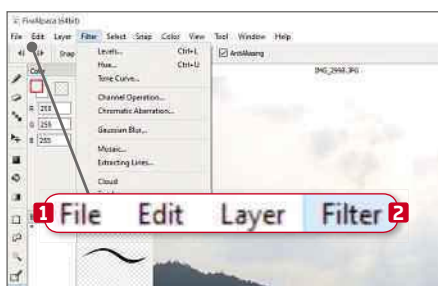 FireAlpaca (64bit)
File Edit Layer Filter Select Snap Color View Tool Window Help
Snap
AntiAliasing
Color
IMG_2998.JPG
Levels... Ctrl+L
Hue... Ctrl+U
Tone Curve...
Channel Operation...
Chromatic Aberration...
Gaussian Blur...
Mosaic...
Extracting Lines...
Cloud
R 255
G 255
B 255
1 File Edit Layer Filter 2